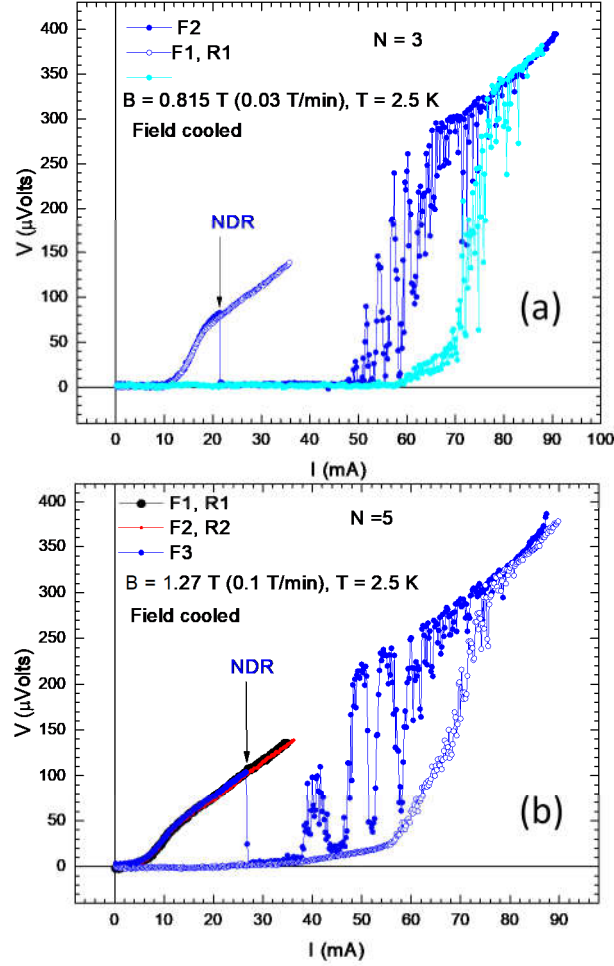 400
350
300
250
200
150
100
50
0
V (µVolts)
F2
F1, R1
N = 3
B = 0.815 T (0.03 T/min), T = 2.5 K
Field cooled
NDR
(a)
0 10 20 30 40 50 60 70 80 90 100
I (mA)
400
350
300
250
200
150
100
50
0
V (µVolts)
F1, R1
F2, R2
F3
N =5
B = 1.27 T (0.1 T/min), T = 2.5 K
Field cooled
NDR
(b)
0 10 20 30 40 50 60 70 80 90
I (mA)